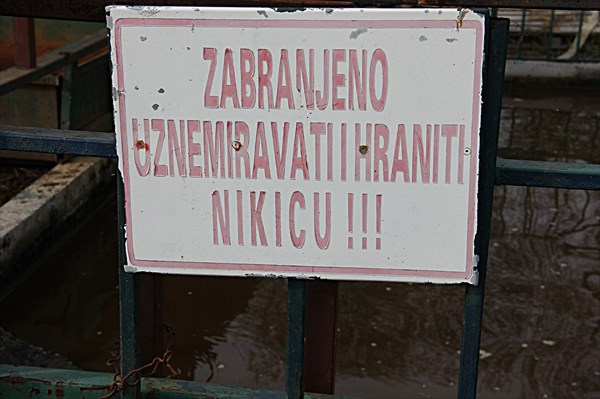 ZABRANJENO
UZNEMIRAVATI I HRANITI
NIKICU !!!